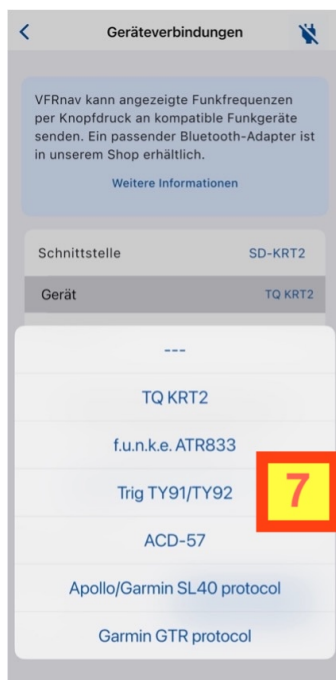 Geräteverbindungen
VFRnav kann angezeigte Funkfrequenzen
per Knopfdruck an kompatible Funkgeräte
senden. Ein passender Bluetooth-Adapter ist
in unserem Shop erhältlich.
Weitere Informationen
Schnittstelle SD-KRT2
Gerät TQ KRT2
---
TQ KRT2
f.u.n.k.e. ATR833
Trig TY91/TY92
7
ACD-57
Apollo/Garmin SL40 protocol
Garmin GTR protocol